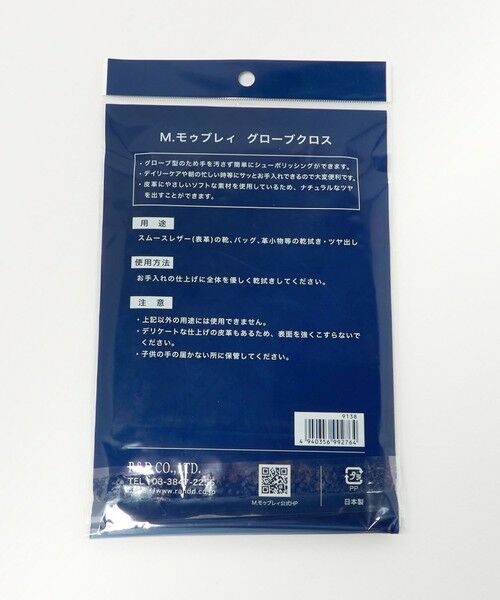 M.モゥブレィ グローブクロス
・グローブ型のため手を汚さず簡単にシューポリッシングができます。
・デイリーケアや朝の忙しい時等にサッとお手入れできるので大変便利です。
・皮革にやさしいソフトな素材を使用しているため、ナチュラルなツヤ
を出すことができます。
用 途
スムースレザー(表革)の靴、バッグ、革小物等の乾拭き・ツヤ出し
使用方法
お手入れの仕上げに全体を優しく乾拭きしてください。
注 意
・上記以外の用途には使用できません。
・デリケートな仕上げの皮革もあるため、表面を強くこすらないで
ください。
・子供の手の届かない所に保管してください。
9138
4 940356 992764
R&D CO., LTD.
TEL 03-3847-2255
https://www.randd.co.jp
M.モゥブレィ公式HP
プラ
PP
日本製